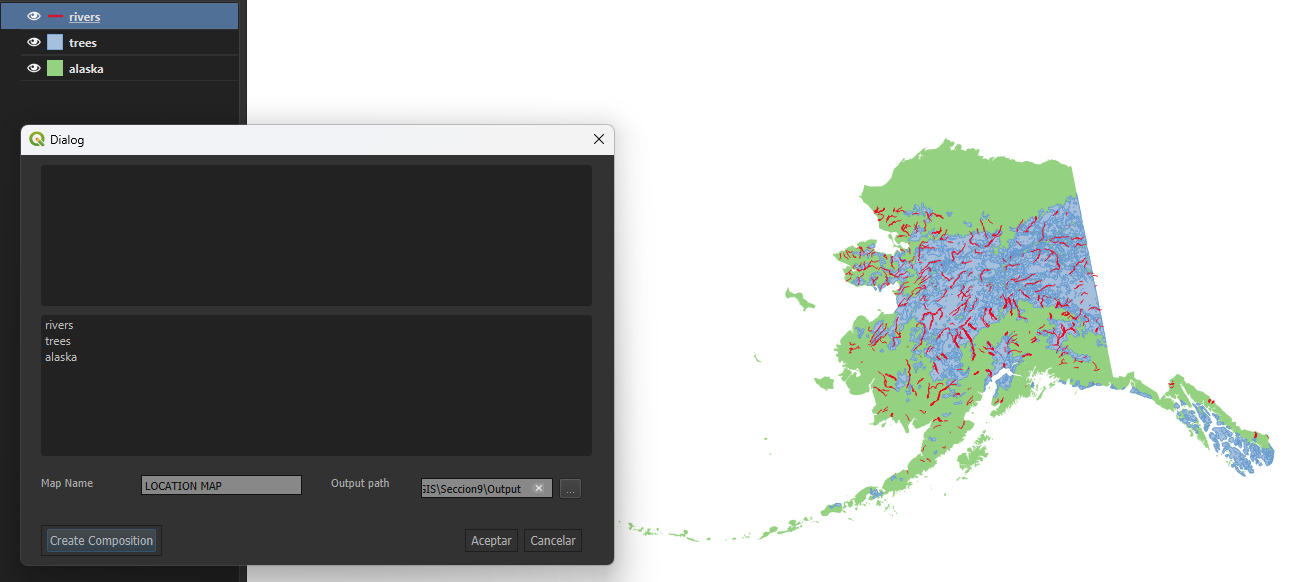 rivers
trees
alaska
Dialog
rivers
trees
alaska
Map Name
LOCATION MAP
Output path
GIS\Seccion9\Output
...
Create Composition
Aceptar
Cancelar